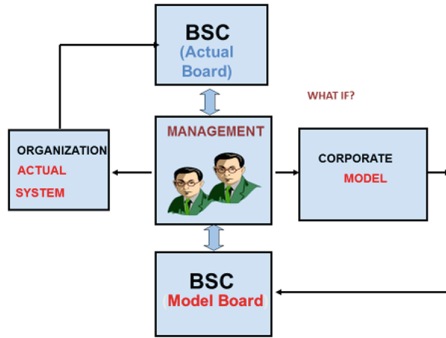 BSC
(Actual
Board)
WHAT IF?
MANAGEMENT
ORGANIZATION
ACTUAL
SYSTEM
CORPORATE
MODEL
BSC
(Model Board